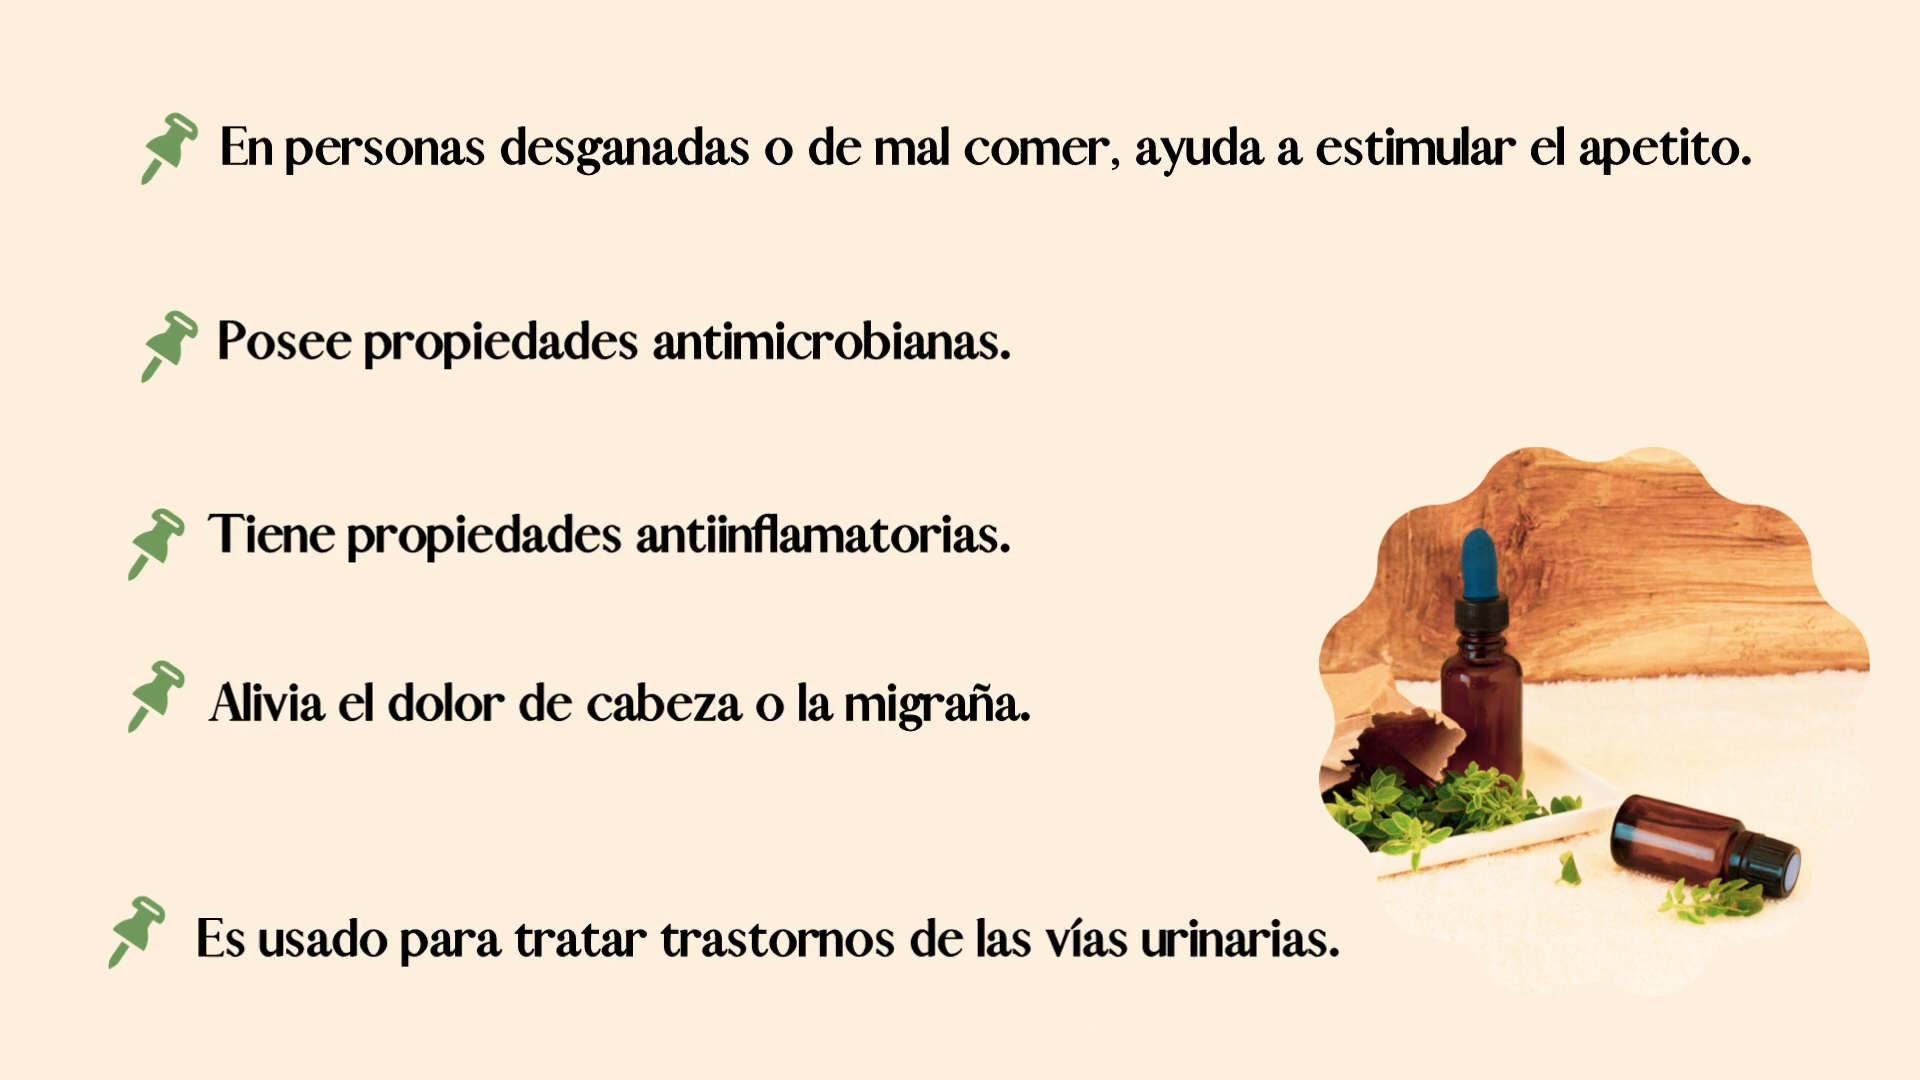 En personas desganadas o de mal comer, ayuda a estimular el apetito.
Posee propiedades antimicrobianas.
Tiene propiedades antiinflamatorias.
Alivia el dolor de cabeza o la migraña.
Es usado para tratar trastornos de las vías urinarias.